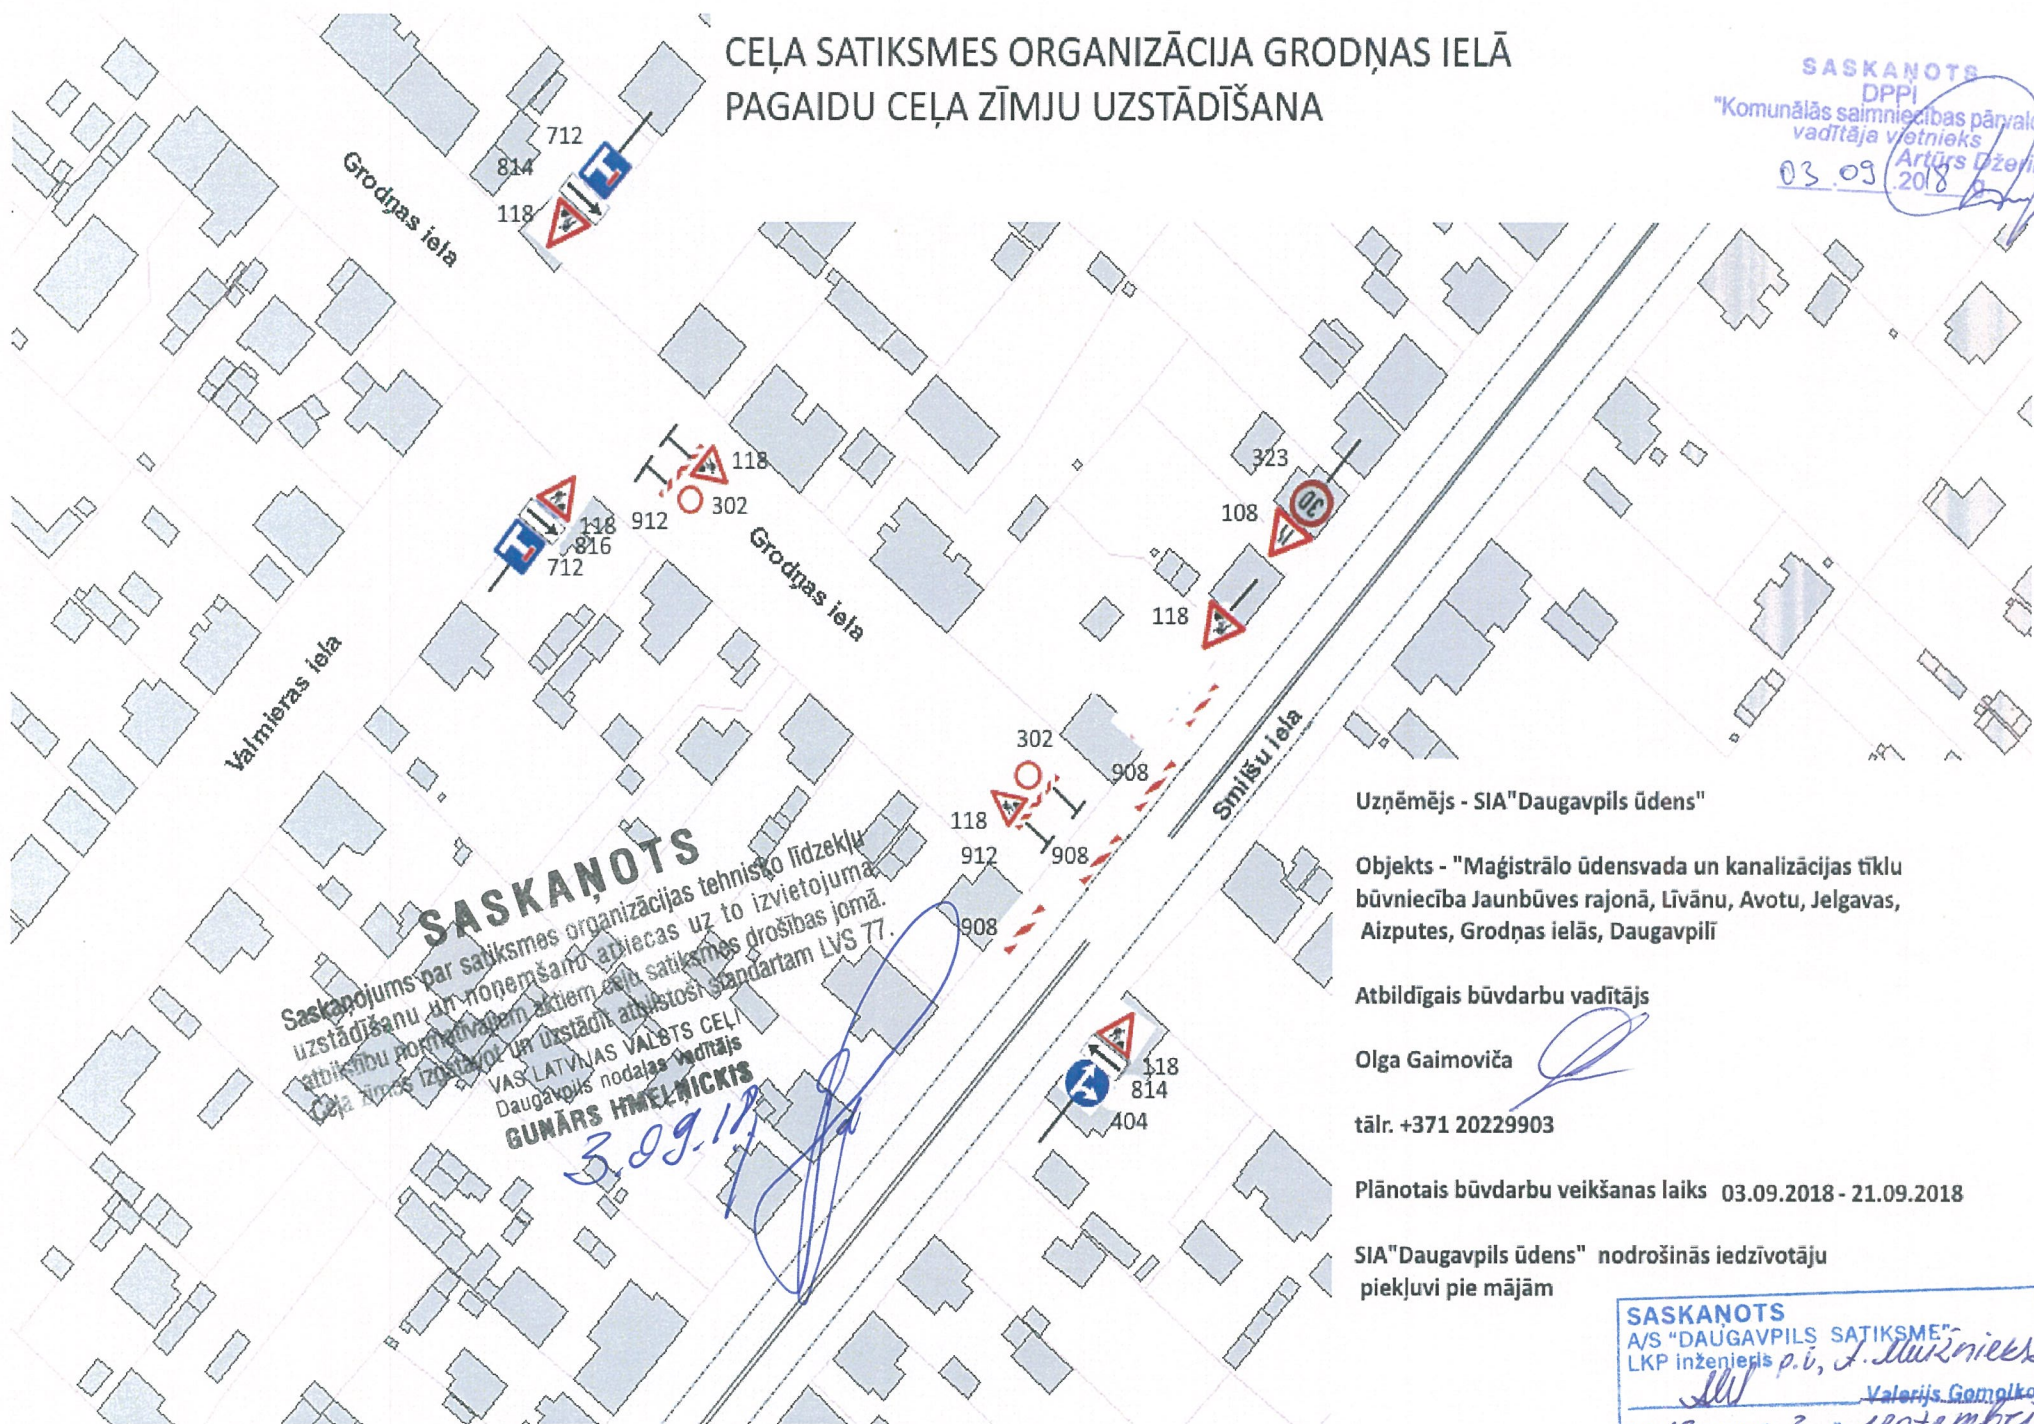 CEĻA SATIKSMES ORGANIZĀCIJA GRODŅAS IELĀ
PAGAIDU CEĻA ZĪMJU UZSTĀDĪŠANA
SASKAŅOTS
DPPI
"Komunālās saimniecības pārvalde
vadītāja vietnieks
Artūrs
03.09.2018
712
814
118
Grodņas iela
118
302
912
118
816
712
Grodņas iela
Valmieras iela
323
30
108
118
Smilšu iela
302
908
118
912
908
908
118
814
404
SASKAŅOTS
Saskaņojums par satiksmes organizācijas tehnisko līdzekļu
uzstādīšanu un noņemšanu attiecas uz to izvietojuma
atbilstību normatīvajiem aktiem ceļu satiksmes drošības jomā.
Ceļa zīmes izgatavot un uzstādīt atbilstoši standartam LVS 77.
VAS LATVIJAS VALSTS CEĻI
Daugavpils nodaļas vadītājs
GUNĀRS HMEĻŅICKIS
3.09.18.
Uzņēmējs - SIA"Daugavpils ūdens"
Objekts - "Maģistrālo ūdensvada un kanalizācijas tīklu
būvniecība Jaunbūves rajonā, Līvānu, Avotu, Jelgavas,
Aizputes, Grodņas ielās, Daugavpilī
Atbildīgais būvdarbu vadītājs
Olga Gaimoviča
tālr. +371 20229903
Plānotais būvdarbu veikšanas laiks 03.09.2018 - 21.09.2018
SIA"Daugavpils ūdens" nodrošinās iedzīvotāju
piekļuvi pie mājām
SASKAŅOTS
A/S "DAUGAVPILS SATIKSME"
LKP inženieris p.i. A. Mužnieks
Valerijs